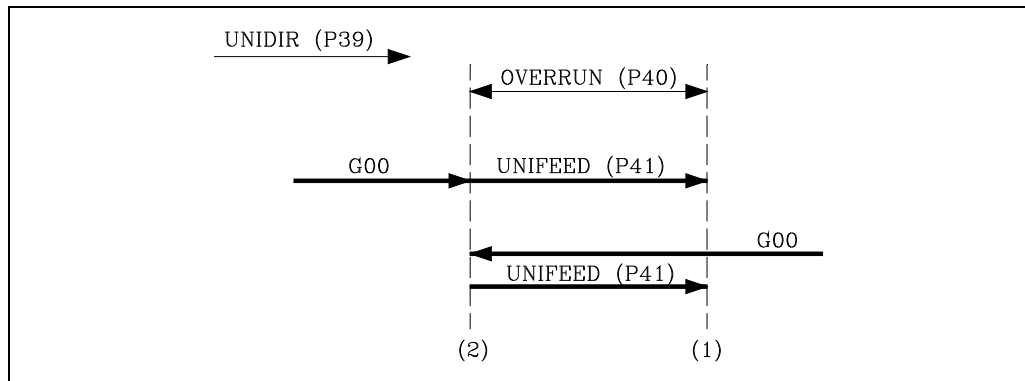 UNIDIR (P39)
OVERRUN (P40)
G00 UNIFEED (P41)
G00
UNIFEED (P41)
(2) (1)